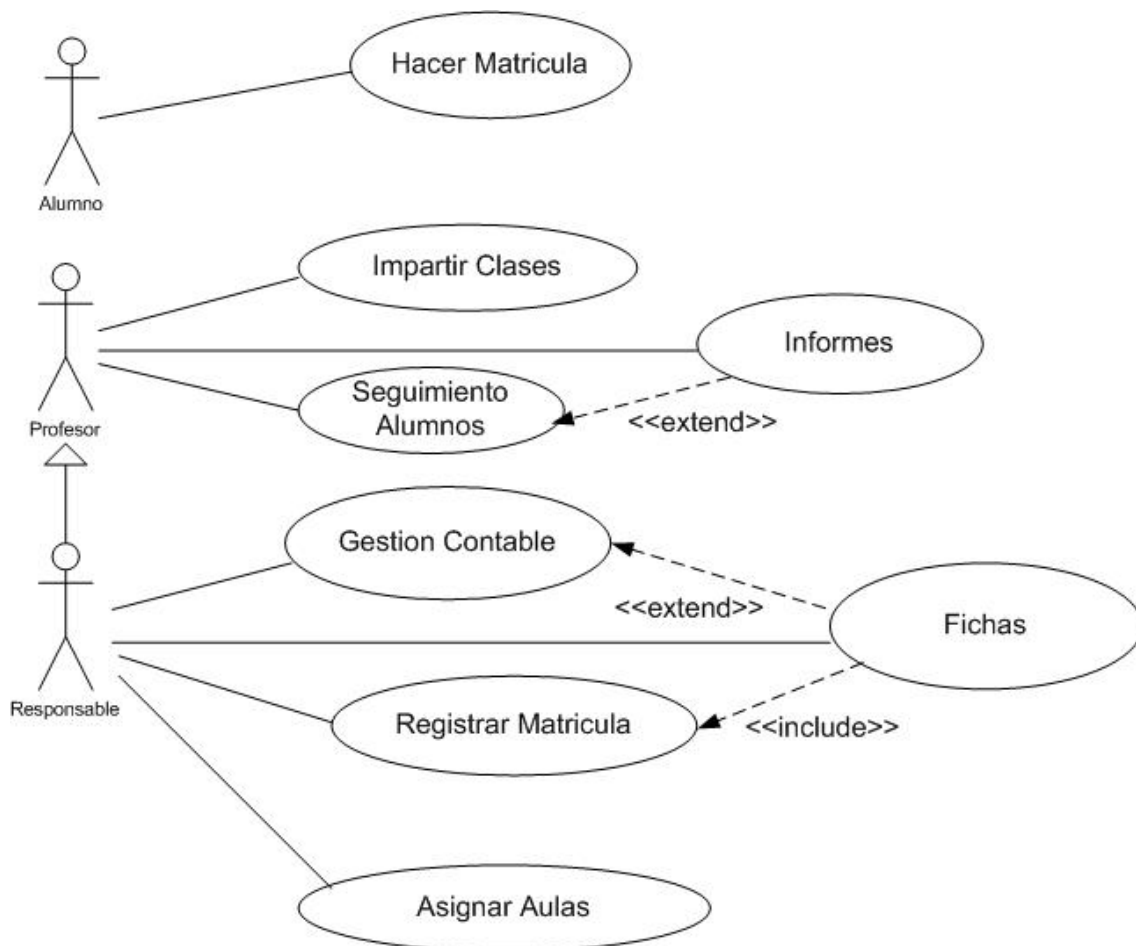 Hacer Matricula
Alumno
Impartir Clases
Informes
Seguimiento
Alumnos
<<extend>>
Profesor
Gestion Contable
<<extend>>
Fichas
Responsable
Registrar Matricula
<<include>>
Asignar Aulas